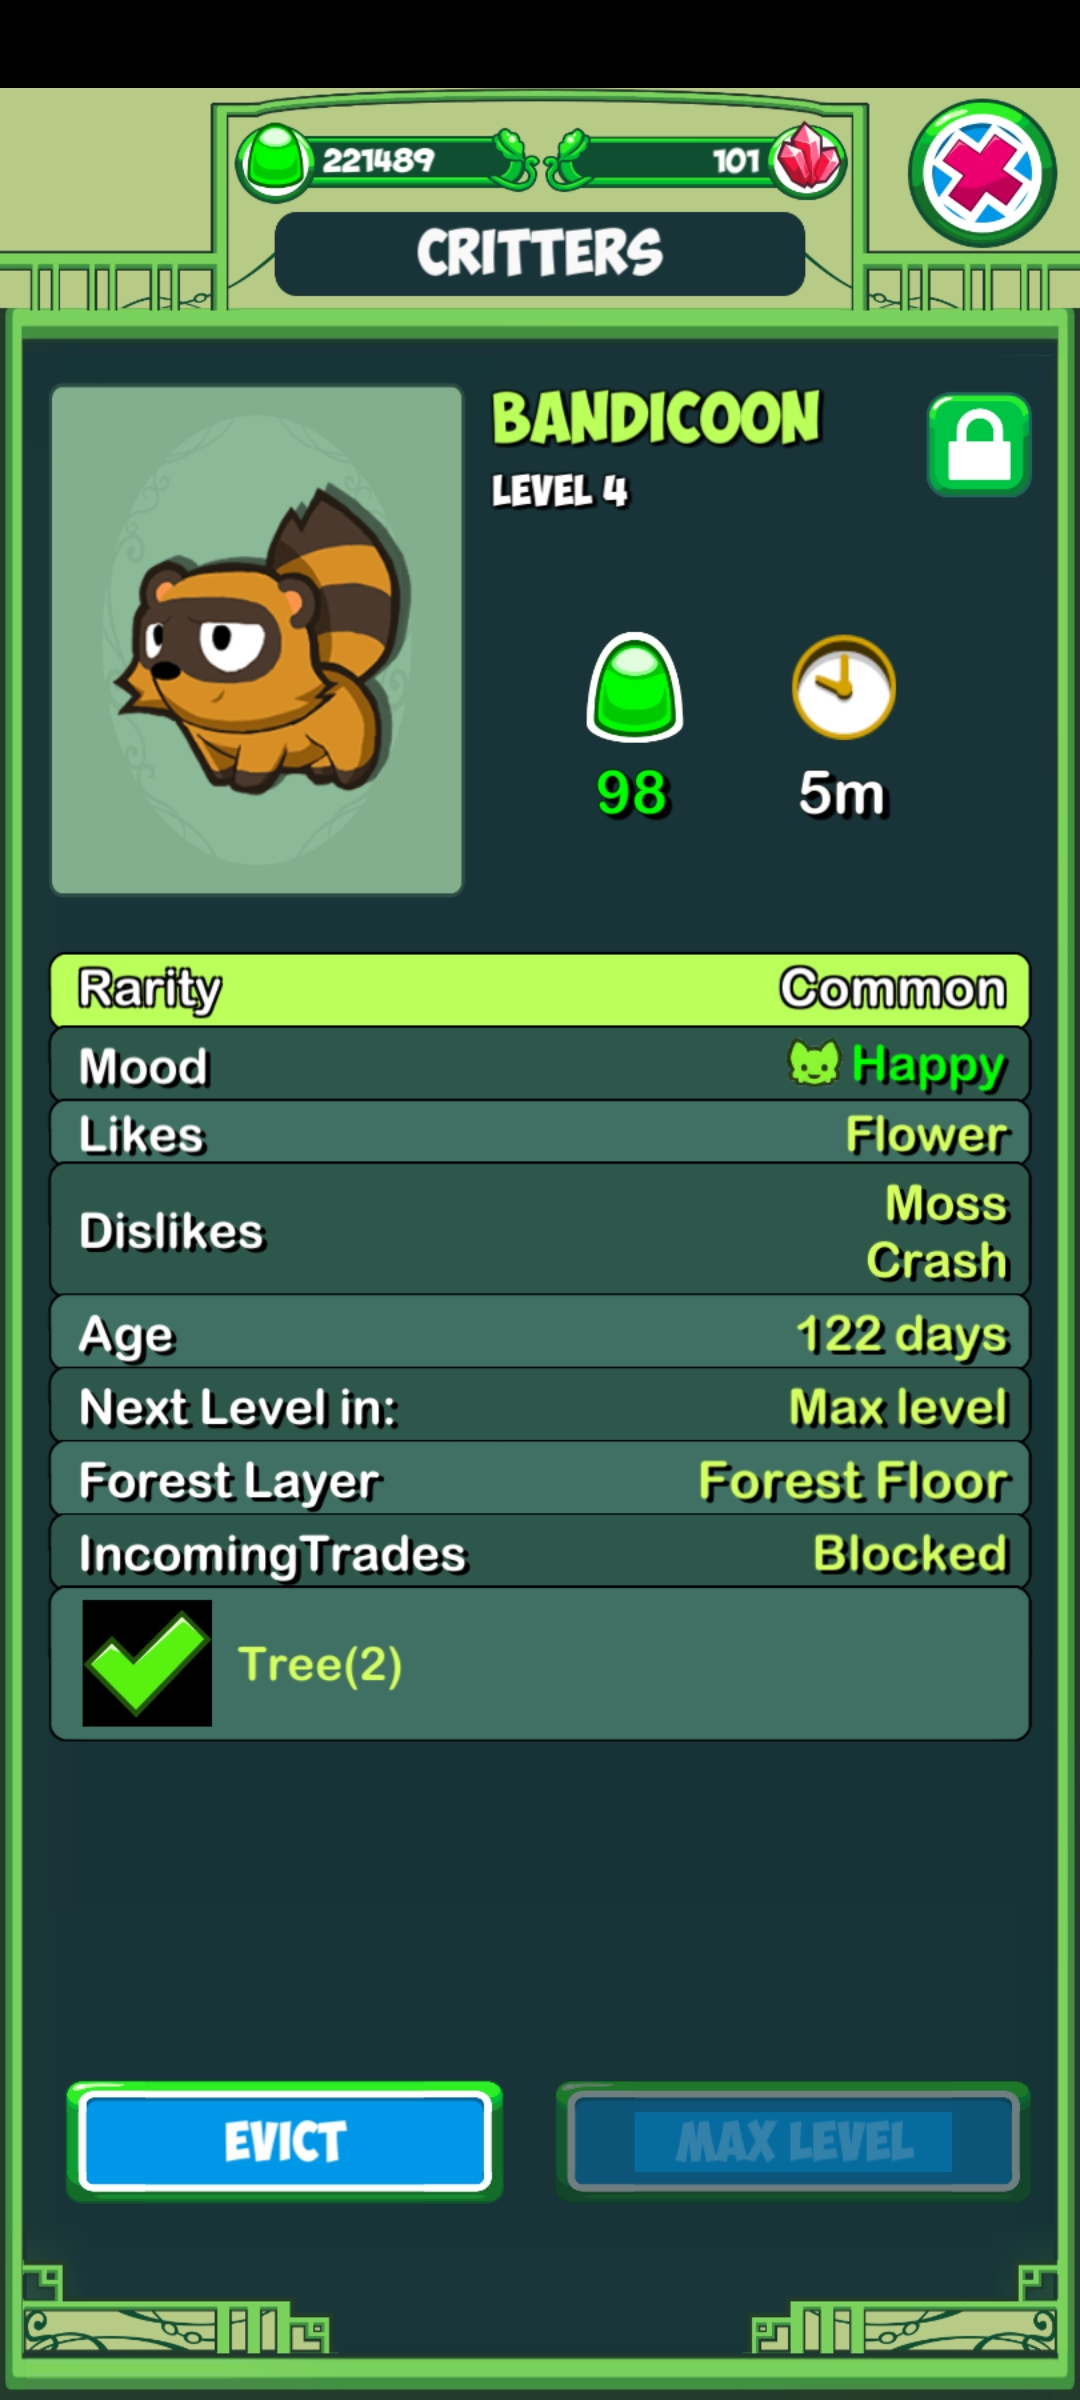 221489
101
CRITTERS
BANDICOON
LEVEL 4
98
5m
Rarity Common
Mood Happy
Likes Flower
Dislikes Moss
Crash
Age 122 days
Next Level in: Max level
Forest Layer Forest Floor
IncomingTrades Blocked
Tree(2)
EVICT
MAX LEVEL